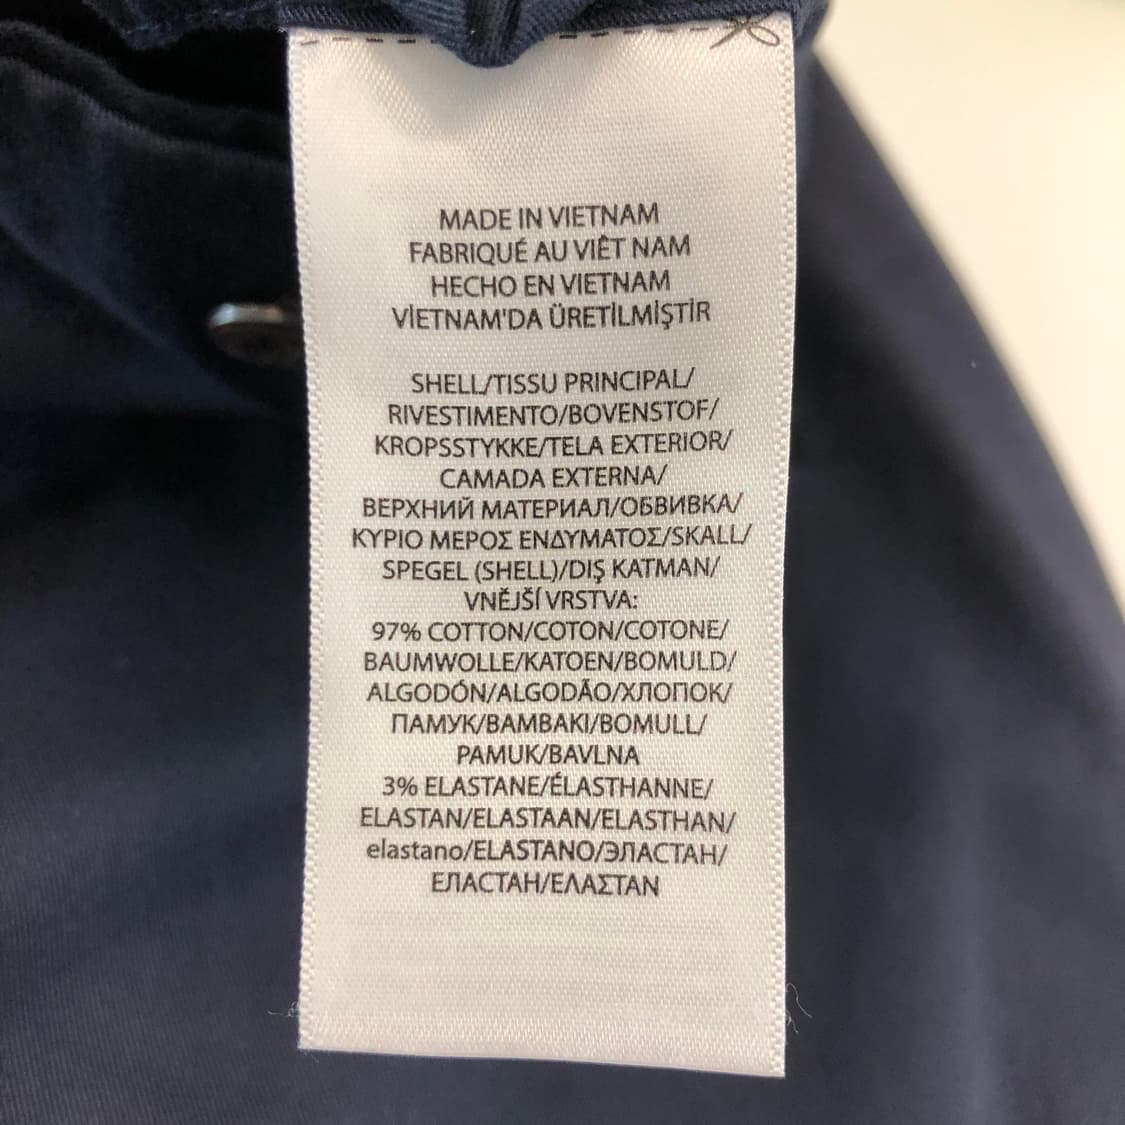 MADE IN VIETNAM
FABRIQUÉ AU VIÊT NAM
HECHO EN VIETNAM
VİETNAM'DA ÜRETİLMİŞTİR
SHELL/TISSU PRINCIPAL/
RIVESTIMENTO/BOVENSTOF/
KROPSSTYKKE/TELA EXTERIOR/
CAMADA EXTERNA/
ВЕРХНИЙ МАТЕРИАЛ/ОБВИВКА/
ΚΥΡΙΟ ΜΕΡΟΣ ΕΝΔΥΜΑΤΟΣ/SKALL/
SPEGEL (SHELL)/DIŞ KATMAN/
VNĚJŠÍ VRSTVA:
97% COTTON/COTON/COTONE/
BAUMWOLLE/KATOEN/BOMULD/
ALGODÓN/ALGODÃO/ХЛОПОК/
ПАМУК/ΒΑΜΒΑΚΙ/BOMULL/
PAMUK/BAVLNA
3% ELASTANE/ÉLASTHANNE/
ELASTAN/ELASTAAN/ELASTHAN/
elastano/ELASTANO/ЭЛАСТАН/
ЕЛАСТАН/ΕΛΑΣΤΑΝ